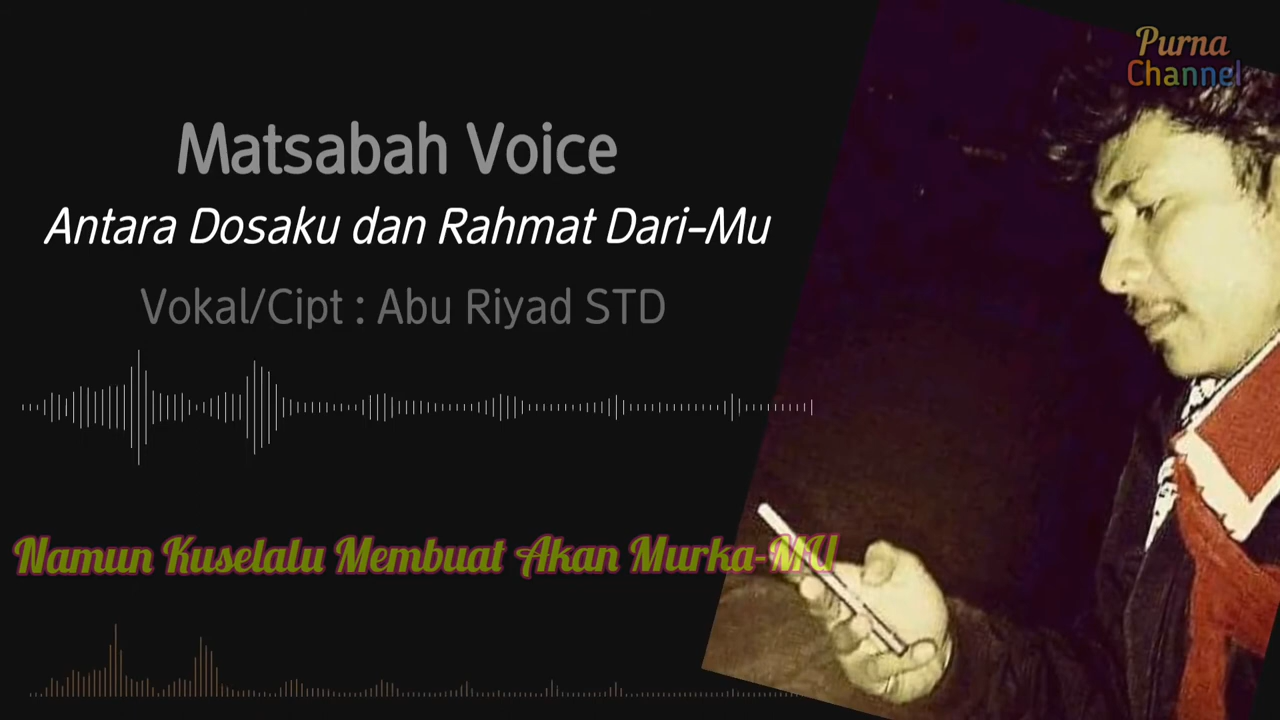 Purna
Channel
Matsabah Voice
Antara Dosaku dan Rahmat Dari-Mu
Vokal/Cipt : Abu Riyad STD
Namun Kuselalu Membuat Akan Murka-MU